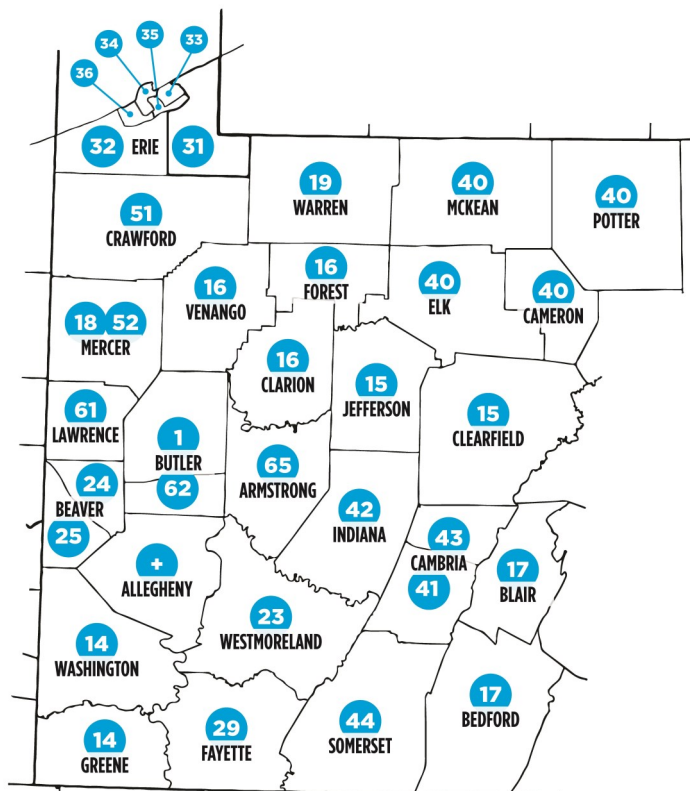 35
34
33
36
32 ERIE 31
19
WARREN
40
MCKEAN
40
POTTER
51
CRAWFORD
16
VENANGO
16
FOREST
40
ELK
40
CAMERON
18 52
MERCER
16
CLARION
15
JEFFERSON
15
CLEARFIELD
61
LAWRENCE
1
BUTLER
62
65
ARMSTRONG
24
BEAVER
25
42
INDIANA
43
CAMBRIA
41
17
BLAIR
+
ALLEGHENY
23
WESTMORELAND
14
WASHINGTON
14
GREENE
29
FAYETTE
44
SOMERSET
17
BEDFORD